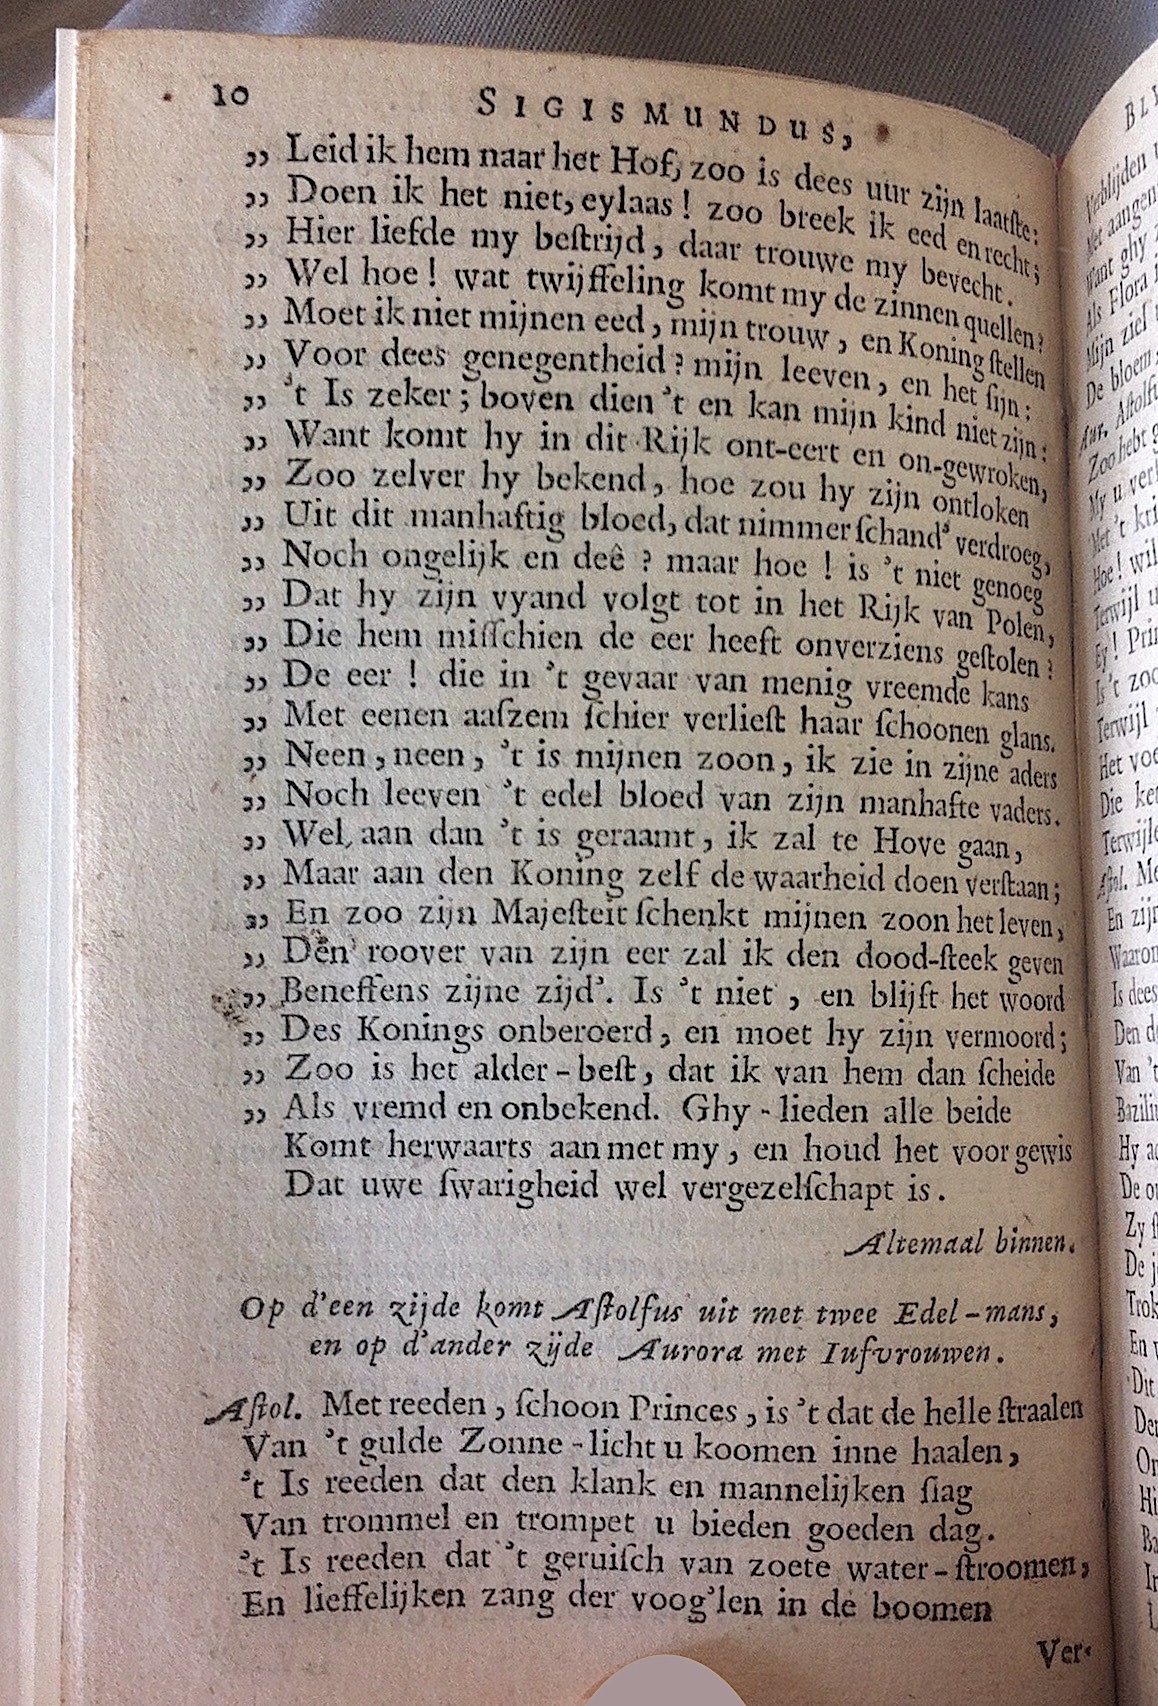 10 SIGISMUNDUS,
„ Leid ik hem naar het Hof, zoo is dees uur zijn laatſte:
„ Doen ik het niet, eylaas! zoo breek ik eed en recht;
„ Hier liefde my beſtrijd, daar trouwe my bevecht.
„ Wel hoe! wat twijffeling komt my de zinnen quellen?
„ Moet ik niet mijnen eed, mijn trouw, en Koning ſtellen
„ Voor dees genegentheid? mijn leeven, en het ſijn:
„ 't Is zeker; boven dien 't en kan mijn kind niet zijn:
„ Want komt hy in dit Rijk ont-eert en on-gewroken,
„ Zoo zelver hy bekend, hoe zou hy zijn ontloken
„ Uit dit manhaftig bloed, dat nimmer ſchand' verdroeg,
„ Noch ongelijk en deê? maar hoe! is 't niet genoeg
„ Dat hy zijn vyand volgt tot in het Rijk van Polen,
„ Die hem miſſchien de eer heeft onverziens geſtolen?
„ De eer! die in 't gevaar van menig vreemde kans
„ Met eenen aaſzem ſchier verlieſt haar ſchoonen glans.
„ Neen, neen, 't is mijnen zoon, ik zie in zijne aders
„ Noch leeven 't edel bloed van zijn manhafte vaders.
„ Wel, aan dan 't is geraamt, ik zal te Hove gaan,
„ Maar aan den Koning zelf de waarheid doen verſtaan;
„ En zoo zijn Majeſteit ſchenkt mijnen zoon het leven,
„ Den roover van zijn eer zal ik den dood-ſteek geven
„ Beneffens zijne zijd'. Is 't niet, en blijft het woord
„ Des Konings onberoerd, en moet hy zijn vermoord;
„ Zoo is het alder-beſt, dat ik van hem dan ſcheide
„ Als vremd en onbekend. Ghy-lieden alle beide
Komt herwaarts aan met my, en houd het voor gewis
Dat uwe ſwarigheid wel vergezelſchapt is.
Altemaal binnen.
Op d'een zijde komt Aſtolfus uit met twee Edel-mans,
en op d'ander zijde Aurora met Iufvrouwen.
Aſtol. Met reeden, ſchoon Princes, is 't dat de helle ſtraalen
Van 't gulde Zonne-licht u koomen inne haalen,
't Is reeden dat den klank en mannelijken ſlag
Van trommel en trompet u bieden goeden dag.
't Is reeden dat 't geruiſch van zoete water-ſtroomen,
En lieffelijken zang der voog'len in de boomen
Ver-